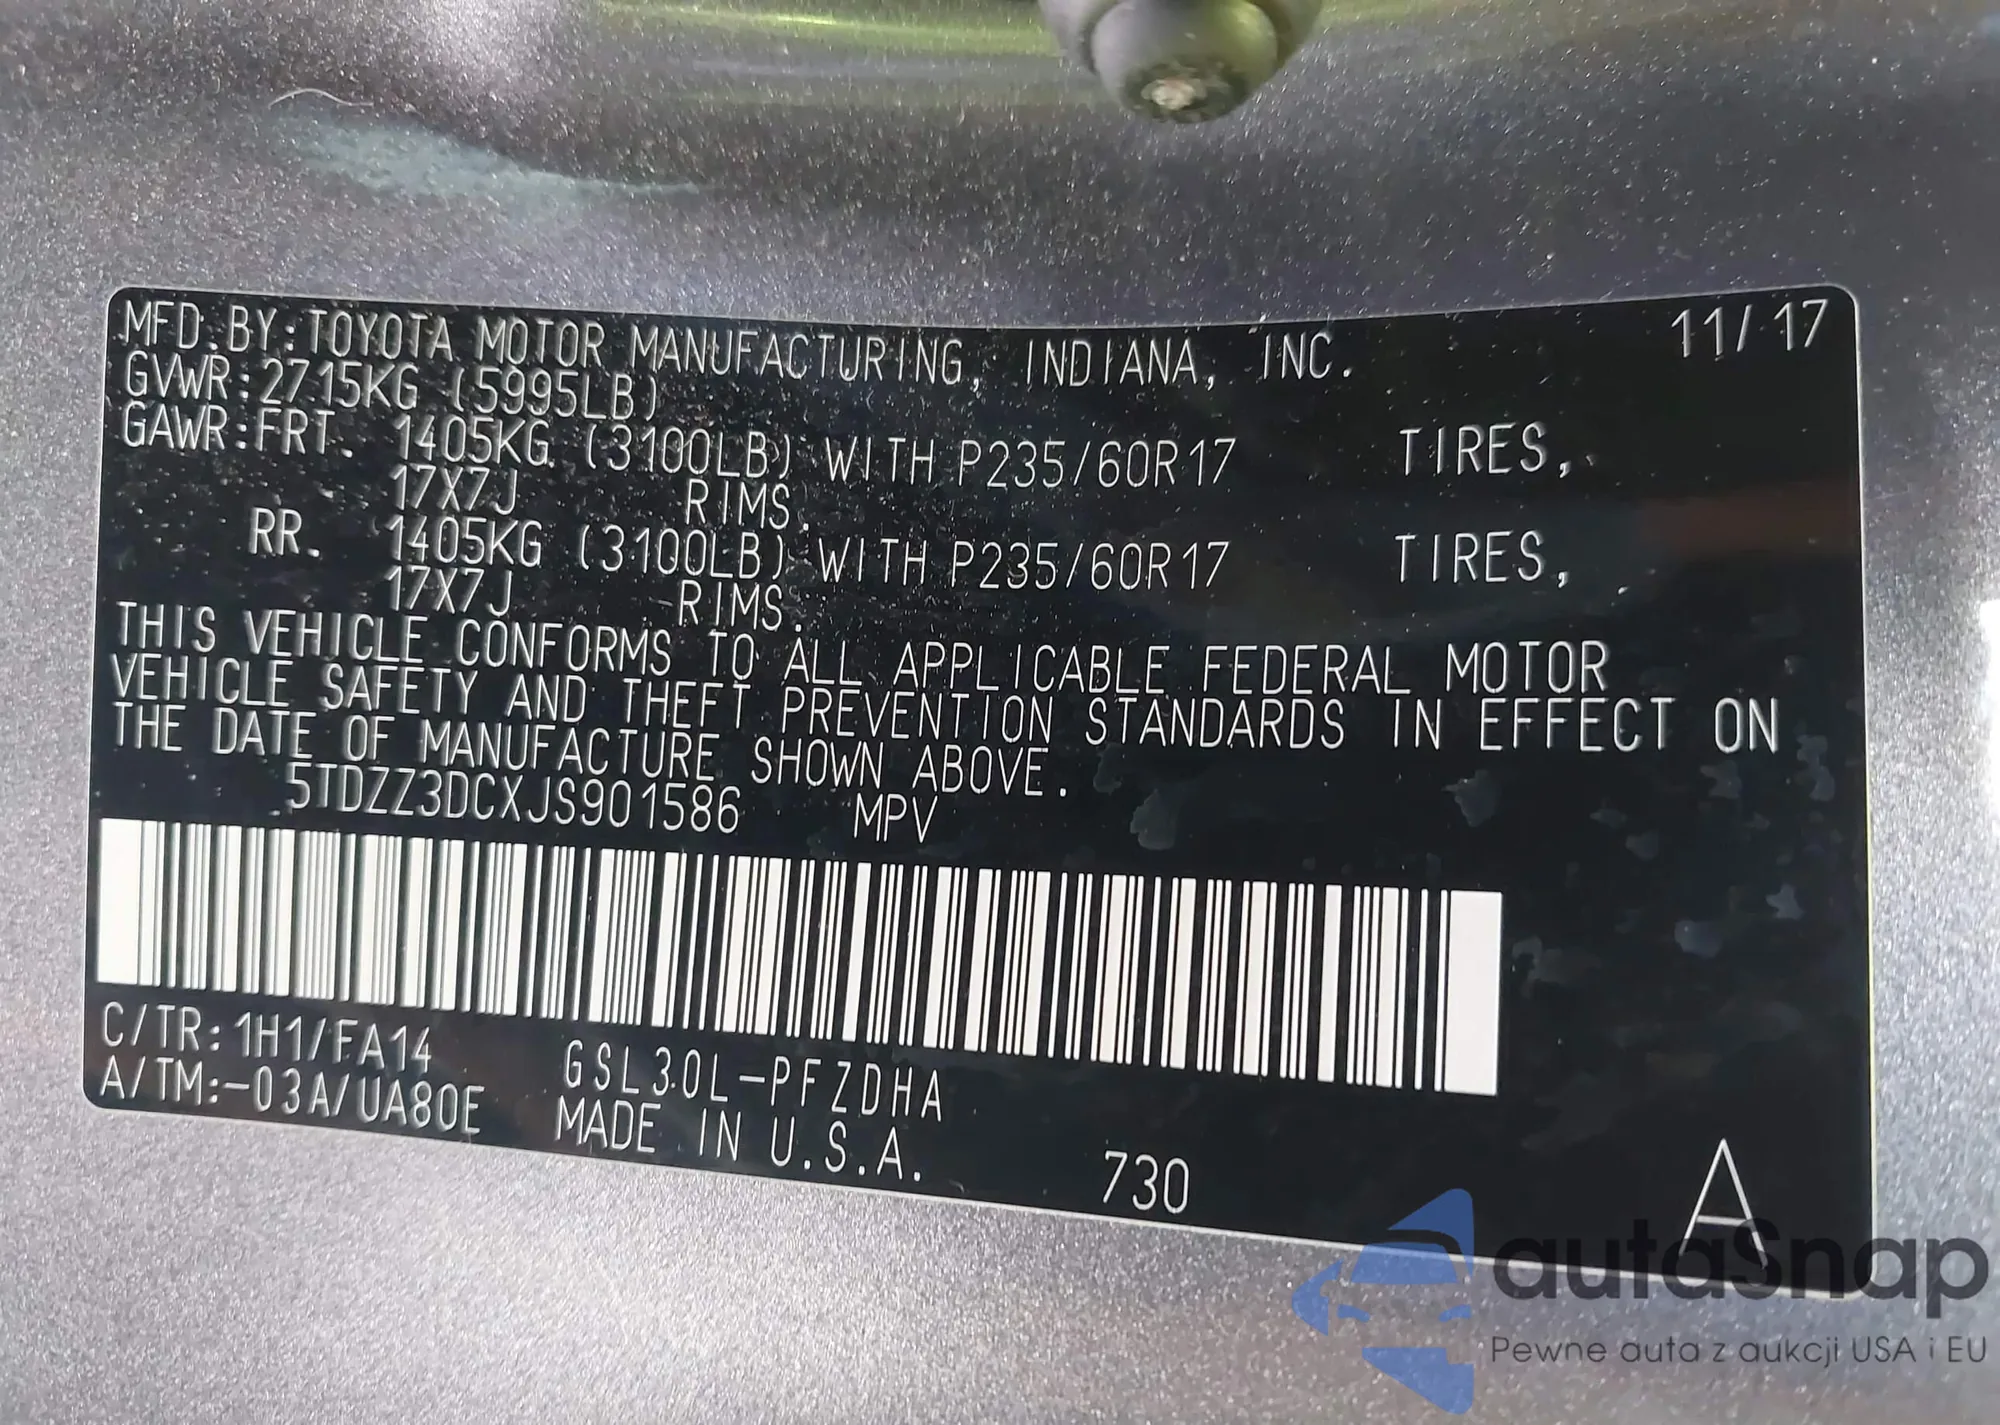 MFD. BY: TOYOTA MOTOR MANUFACTURING, INDIANA, INC. 11/17
GVWR: 2715KG (5995LB)
GAWR: FRT. 1405KG (3100LB) WITH P235/60R17 TIRES,
17X7J RIMS.
RR. 1405KG (3100LB) WITH P235/60R17 TIRES,
17X7J RIMS.
THIS VEHICLE CONFORMS TO ALL APPLICABLE FEDERAL MOTOR
VEHICLE SAFETY AND THEFT PREVENTION STANDARDS IN EFFECT ON
THE DATE OF MANUFACTURE SHOWN ABOVE.
5TDZZ3DCXJS901586 MPV
C/TR: 1H1/FA14 GSL30L-PFZDHA
A/TM:-03A/UA80E MADE IN U.S.A. 730 A
autaSnap
Pewne auta z aukcji USA i EU